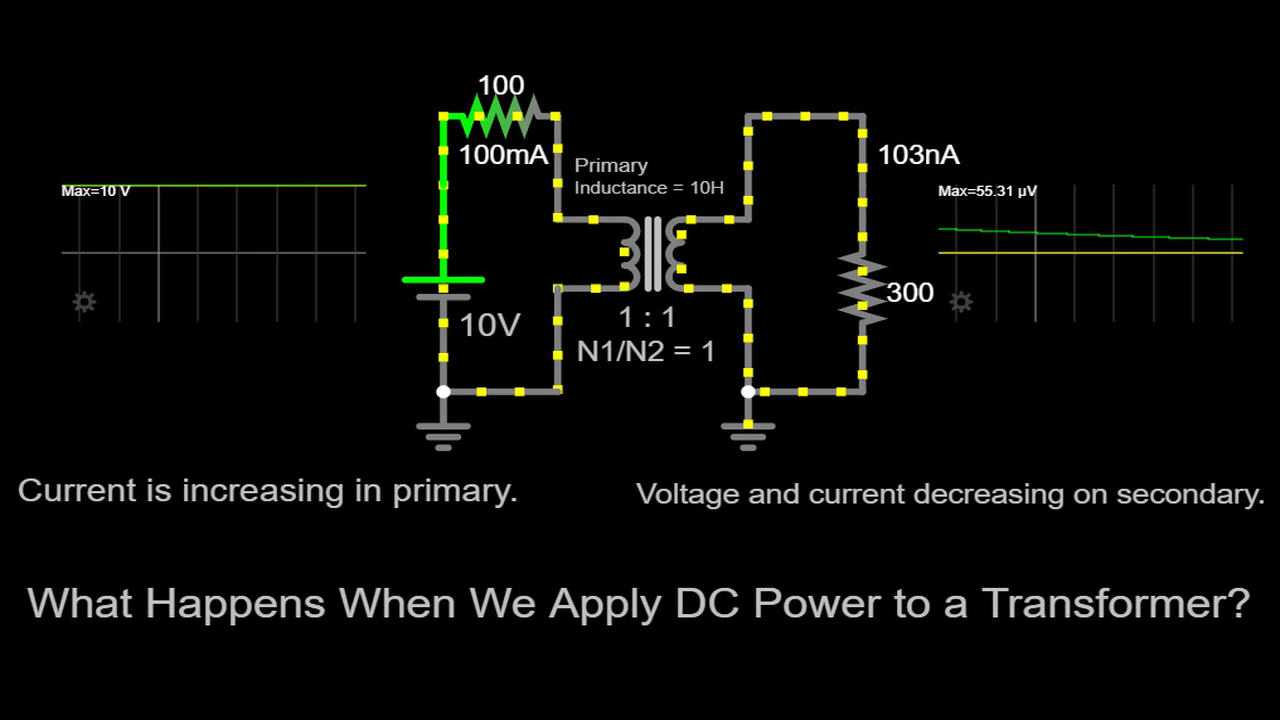 100
100mA
Primary
Inductance = 10H
103nA
Max=10 V
Max=55.31 µV
300
10V
1 : 1
N1/N2 = 1
Current is increasing in primary.
Voltage and current decreasing on secondary.
What Happens When We Apply DC Power to a Transformer?